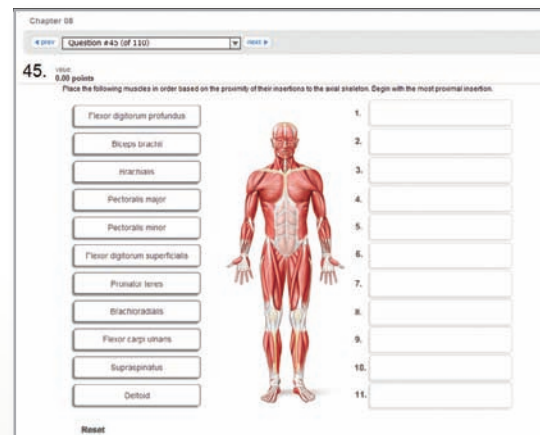 Chapter 08
prev
Question #45 (of 110)
next
45.
value:
0.00 points
Place the following muscles in order based on the proximity of their insertions to the axial skeleton. Begin with the most proximal insertion.
Flexor digitorum profundus
Biceps brachii
Brachialis
Pectoralis major
Pectoralis minor
Flexor digitorum superficialis
Pronator teres
Brachioradialis
Flexor carpi ulnaris
Supraspinatus
Deltoid
1.
2.
3.
4.
5.
6.
7.
8.
9.
10.
11.
Reset